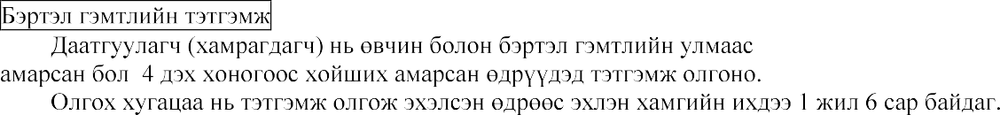 Бэртэл гэмтлийн тэтгэмж
Даатгуулагч (хамрагдагч) нь өвчин болон бэртэл гэмтлийн улмаас
амарсан бол 4 дэх хоногоос хойших амарсан өдрүүдэд тэтгэмж олгоно.
Олгох хугацаа нь тэтгэмж олгож эхэлсэн өдрөөс эхлэн хамгийн ихдээ 1 жил 6 сар байдаг.